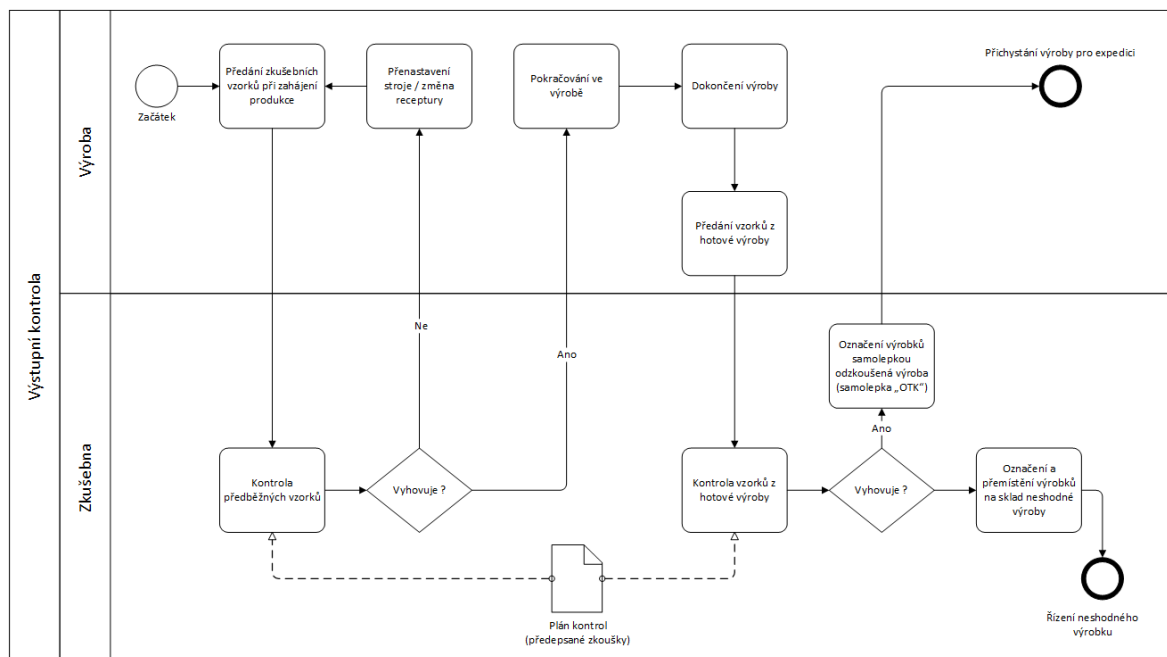 Výstupní kontrola
Výroba
Začátek
Předání zkušebních
vzorků při zahájení
produkce
Přenastavení
stroje / změna
receptury
Pokračování ve
výrobě
Dokončení výroby
Přichystání výroby pro expedici
Předání vzorků z
hotové výroby
Zkušebna
Ne
Ano
Označení výrobků
samolepkou
odzkoušená výroba
(samolepka „OTK“)
Ano
Kontrola
předběžných vzorků
Vyhovuje ?
Kontrola vzorků z
hotové výroby
Vyhovuje ?
Označení a
přemístění výrobků
na sklad neshodné
výroby
Plán kontrol
(předepsané zkoušky)
Řízení neshodného
výrobku